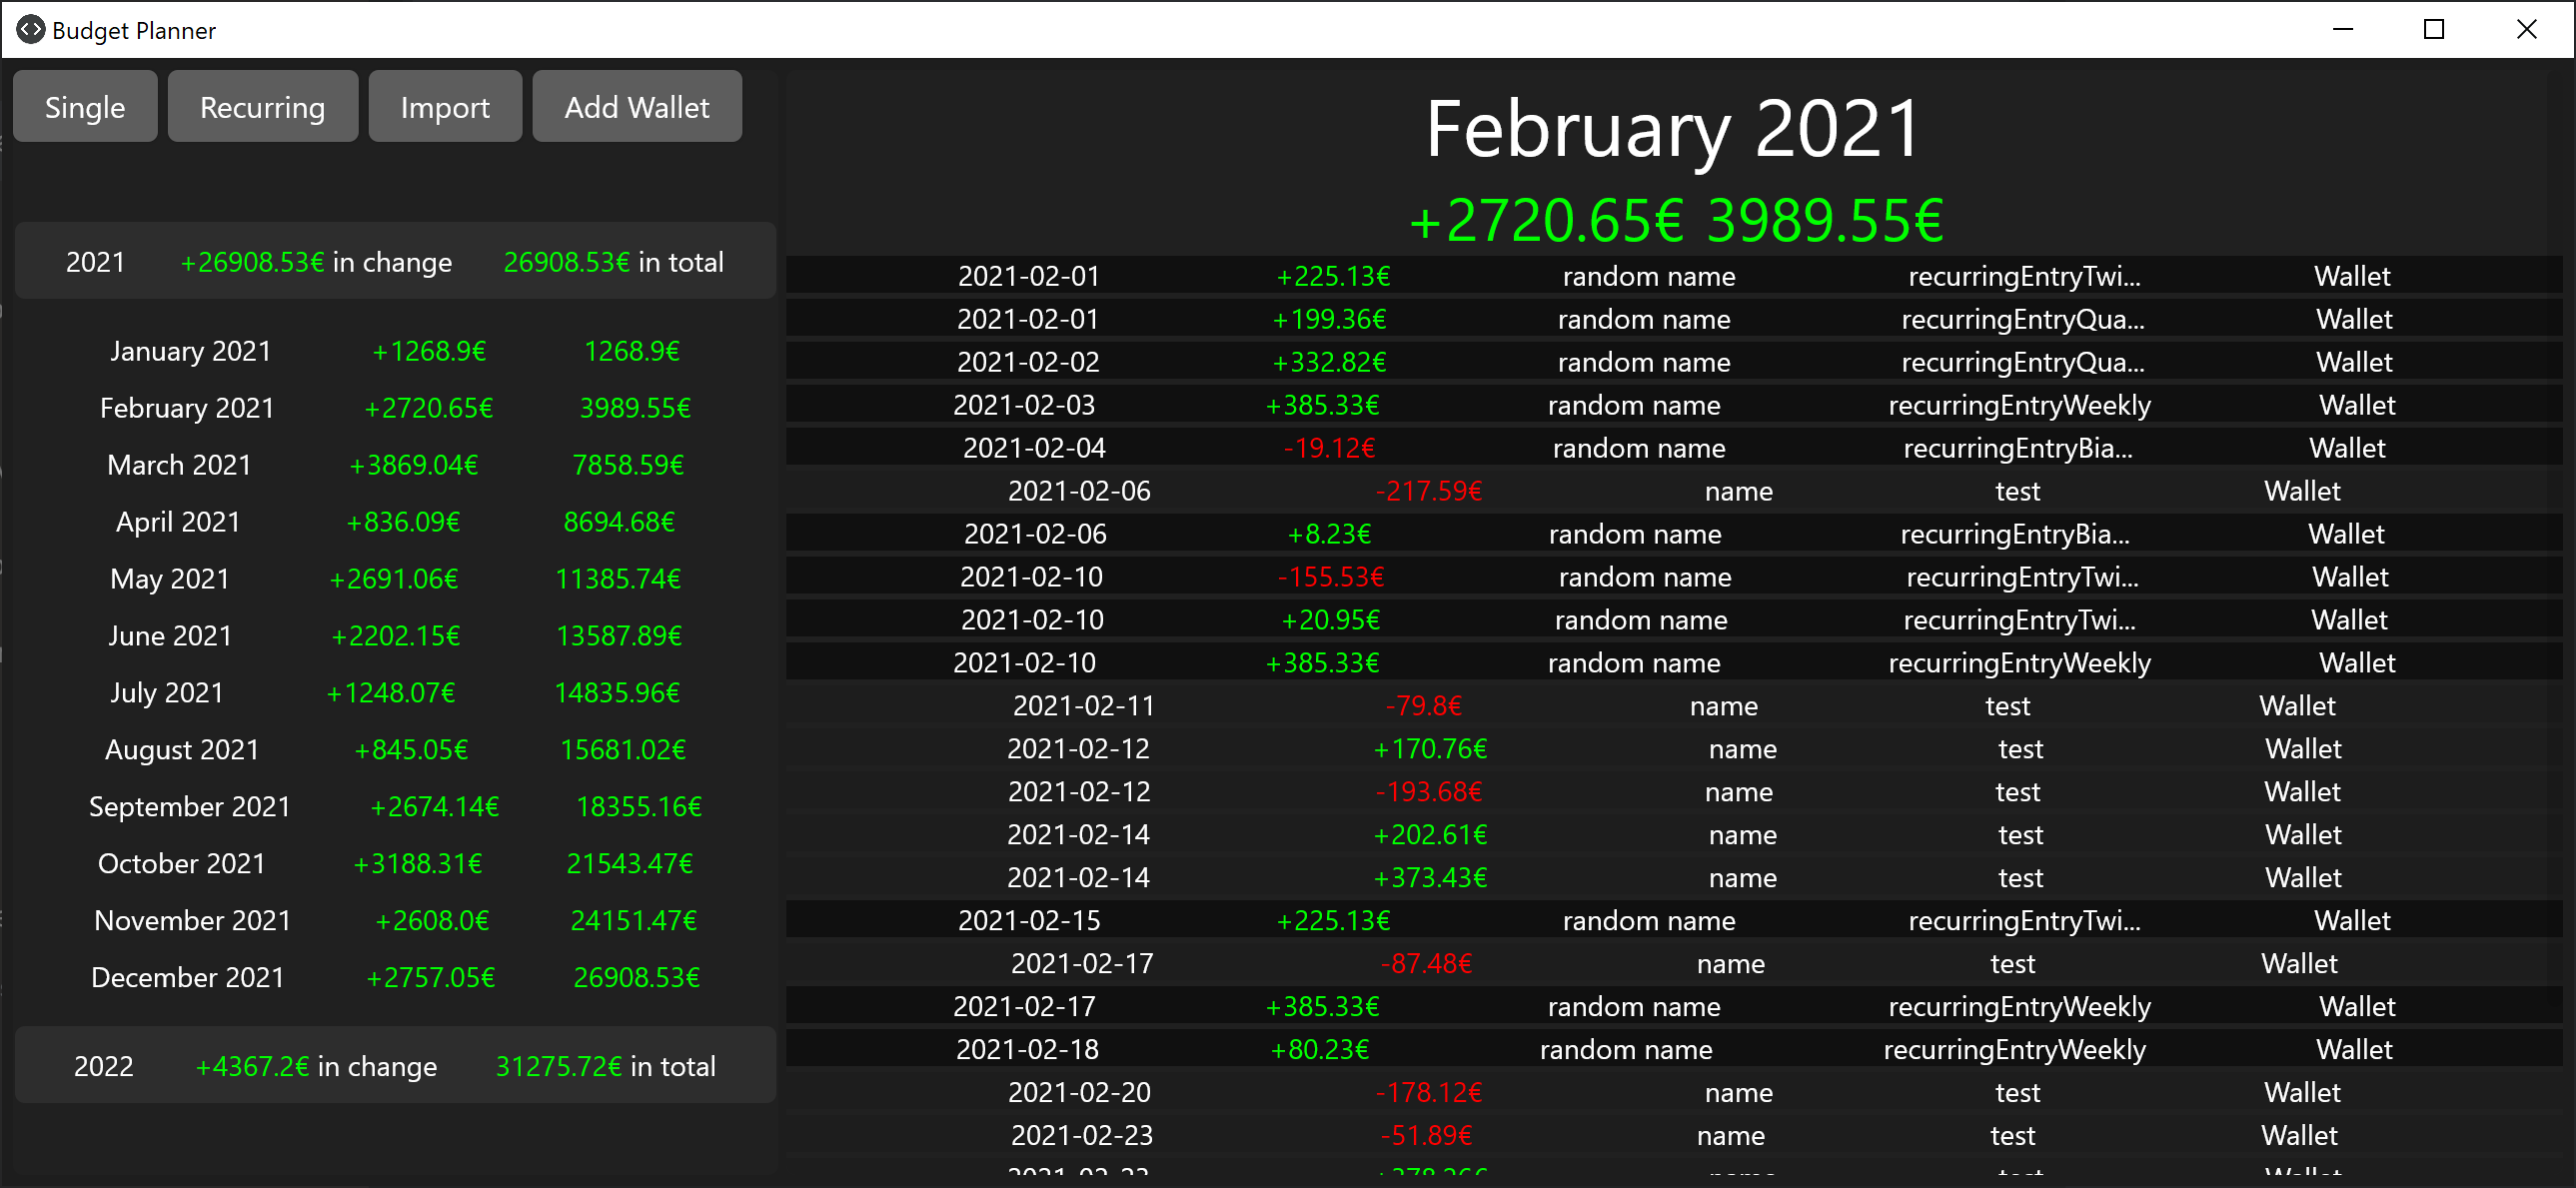 Budget Planner
Single Recurring Import Add Wallet
2021 +26908.53€ in change 26908.53€ in total
January 2021 +1268.9€ 1268.9€
February 2021 +2720.65€ 3989.55€
March 2021 +3869.04€ 7858.59€
April 2021 +836.09€ 8694.68€
May 2021 +2691.06€ 11385.74€
June 2021 +2202.15€ 13587.89€
July 2021 +1248.07€ 14835.96€
August 2021 +845.05€ 15681.02€
September 2021 +2674.14€ 18355.16€
October 2021 +3188.31€ 21543.47€
November 2021 +2608.0€ 24151.47€
December 2021 +2757.05€ 26908.53€
2022 +4367.2€ in change 31275.72€ in total
February 2021
+2720.65€ 3989.55€
2021-02-01 +225.13€ random name recurringEntryTwi... Wallet
2021-02-01 +199.36€ random name recurringEntryQua... Wallet
2021-02-02 +332.82€ random name recurringEntryQua... Wallet
2021-02-03 +385.33€ random name recurringEntryWeekly Wallet
2021-02-04 -19.12€ random name recurringEntryBia... Wallet
2021-02-06 -217.59€ name test Wallet
2021-02-06 +8.23€ random name recurringEntryBia... Wallet
2021-02-10 -155.53€ random name recurringEntryTwi... Wallet
2021-02-10 +20.95€ random name recurringEntryTwi... Wallet
2021-02-10 +385.33€ random name recurringEntryWeekly Wallet
2021-02-11 -79.8€ name test Wallet
2021-02-12 +170.76€ name test Wallet
2021-02-12 -193.68€ name test Wallet
2021-02-14 +202.61€ name test Wallet
2021-02-14 +373.43€ name test Wallet
2021-02-15 +225.13€ random name recurringEntryTwi... Wallet
2021-02-17 -87.48€ name test Wallet
2021-02-17 +385.33€ random name recurringEntryWeekly Wallet
2021-02-18 +80.23€ random name recurringEntryWeekly Wallet
2021-02-20 -178.12€ name test Wallet
2021-02-23 -51.89€ name test Wallet
name test Wallet